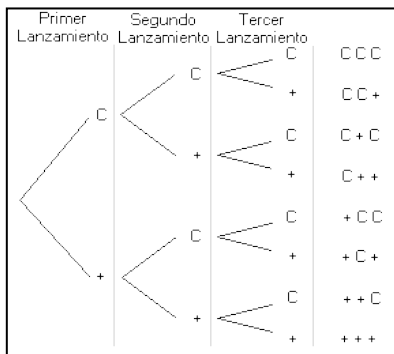 Primer Lanzamiento
Segundo Lanzamiento
Tercer Lanzamiento
C
C C C
C
+
C C +
C
C
C + C
+
+
C + +
C
+ C C
C
+
+ C +
+
C
+ + C
+
+
+ + +